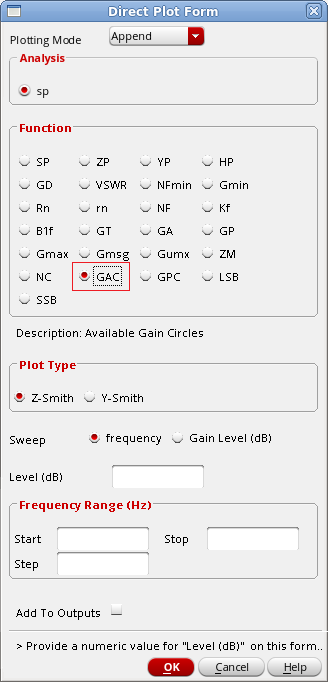 Direct Plot Form
Plotting Mode Append
Analysis
sp
Function
SP ZP YP HP
GD VSWR NFmin Gmin
Rn rn NF Kf
B1f GT GA GP
Gmax Gmsg Gumx ZM
NC GAC GPC LSB
SSB
Description: Available Gain Circles
Plot Type
Z-Smith Y-Smith
Sweep frequency Gain Level (dB)
Level (dB)
Frequency Range (Hz)
Start Stop
Step
Add To Outputs
> Provide a numeric value for "Level (dB)" on this form..
OK Cancel Help